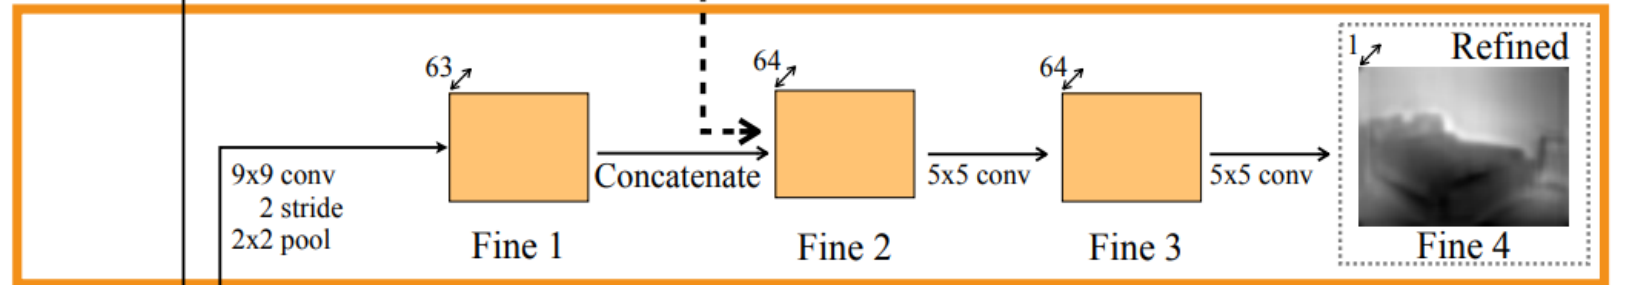 63
64
64
1
Refined
9x9 conv
2 stride
2x2 pool
Concatenate
5x5 conv
5x5 conv
Fine 1
Fine 2
Fine 3
Fine 4